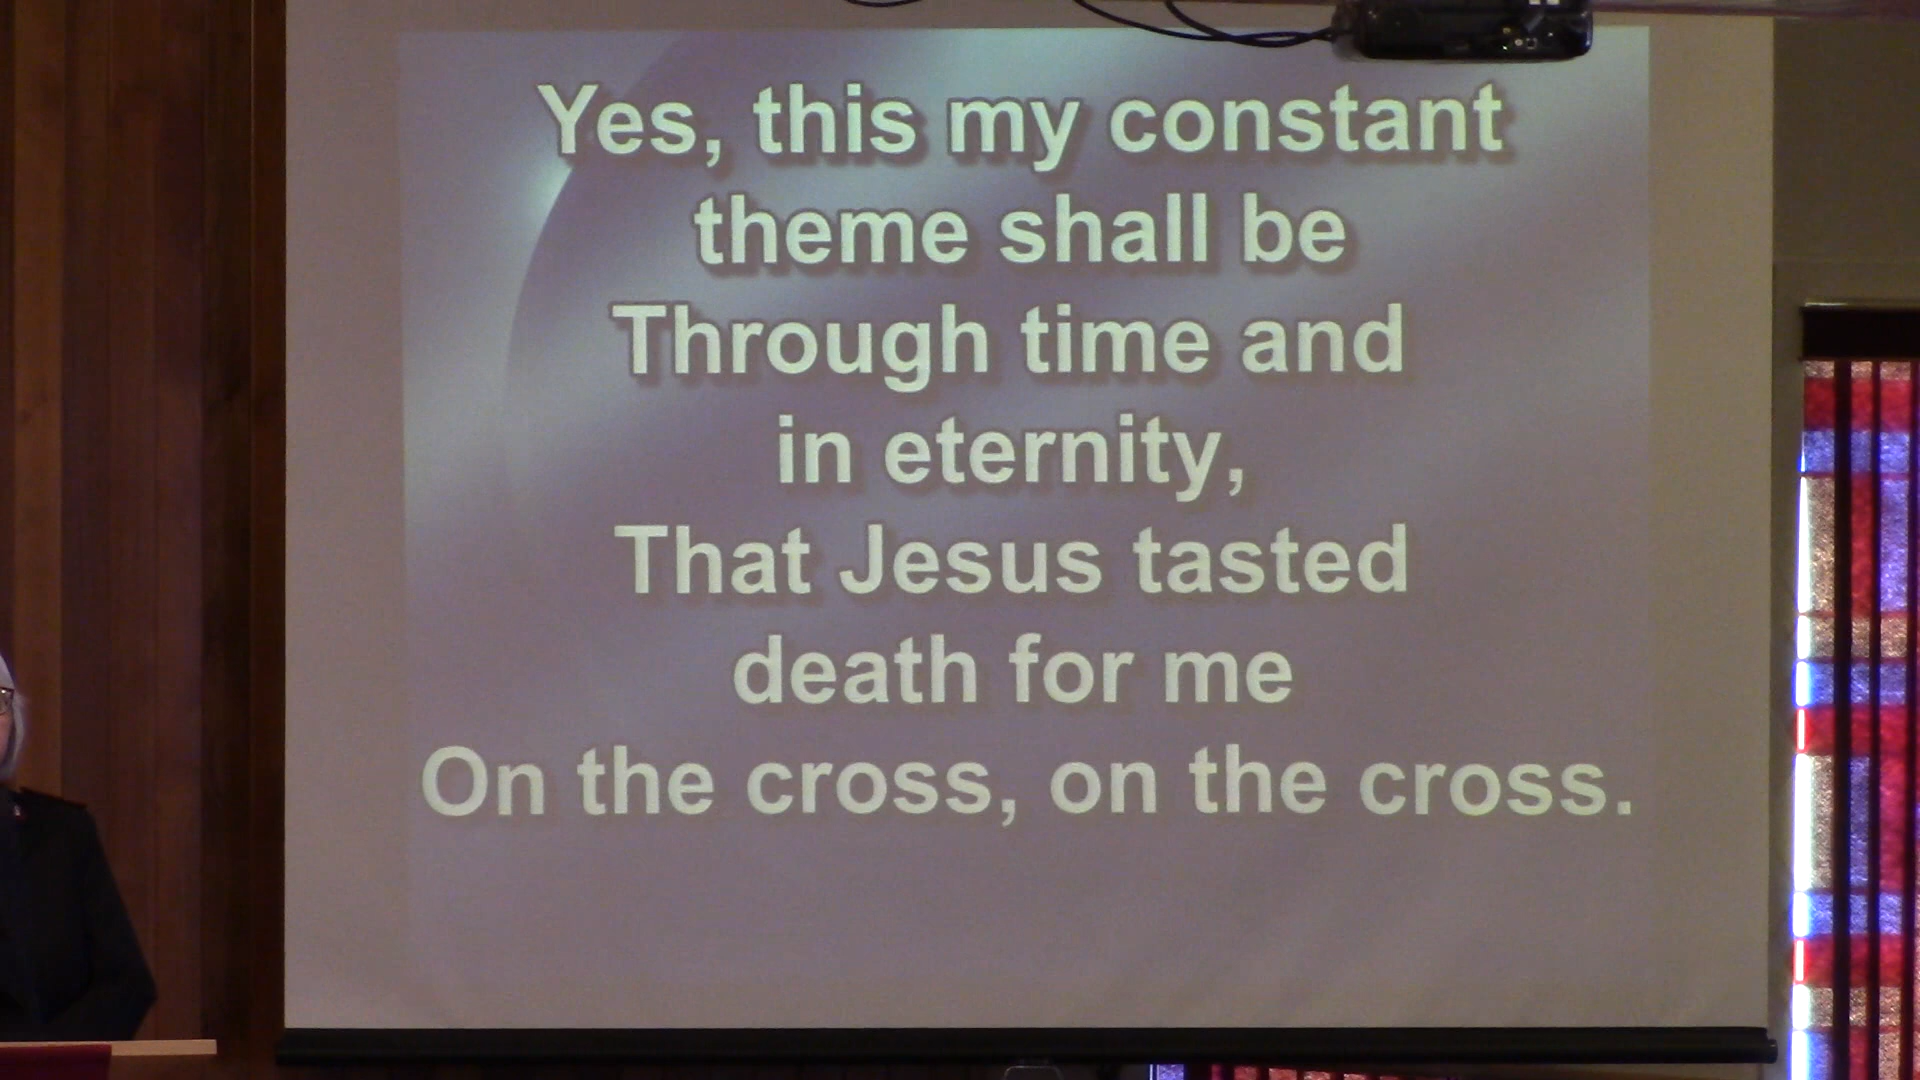 Yes, this my constant
theme shall be
Through time and
in eternity,
That Jesus tasted
death for me
On the cross, on the cross.